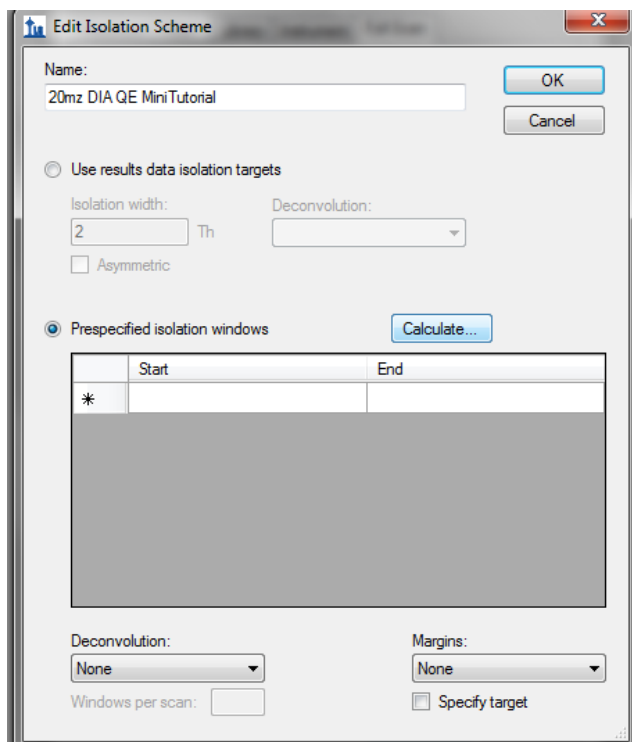 Edit Isolation Scheme
Name:
OK
20mz DIA QE MiniTutorial
Cancel
Use results data isolation targets
Isolation width: Deconvolution:
2 Th
Asymmetric
Prespecified isolation windows Calculate...
Start End
*
Deconvolution: Margins:
None None
Windows per scan: Specify target